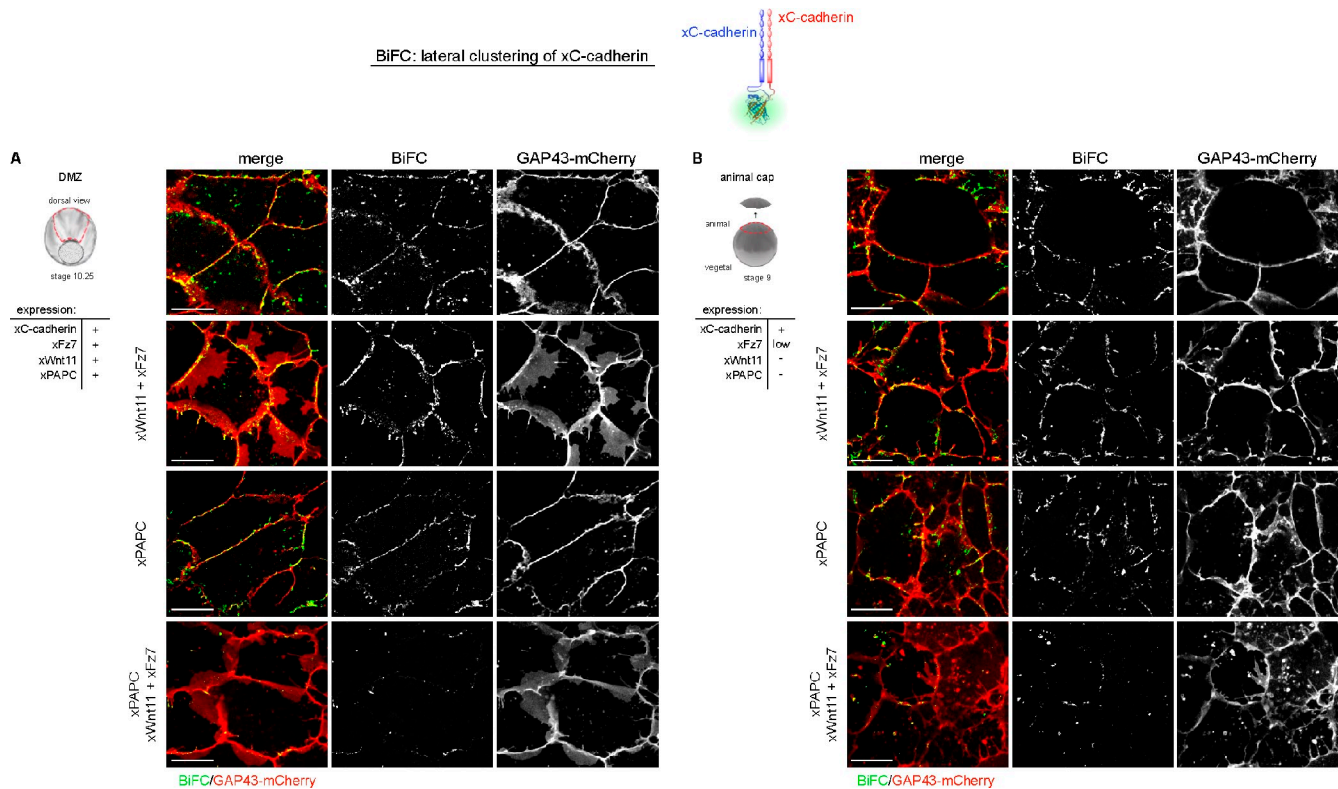 xC-cadherin
xC-cadherin
BiFC: lateral clustering of xC-cadherin
A
merge
BiFC
GAP43-mCherry
DMZ
dorsal view
stage 10.25
expression:
xC-cadherin +
xFz7 +
xWnt11 +
xPAPC +
xWnt11 + xFz7
xPAPC
xPAPC
xWnt11 + xFz7
BiFC/GAP43-mCherry
B
merge
BiFC
GAP43-mCherry
animal cap
animal
vegetal
stage 9
expression:
xC-cadherin +
xFz7 low
xWnt11 -
xPAPC -
xWnt11 + xFz7
xPAPC
xPAPC
xWnt11 + xFz7
BiFC/GAP43-mCherry